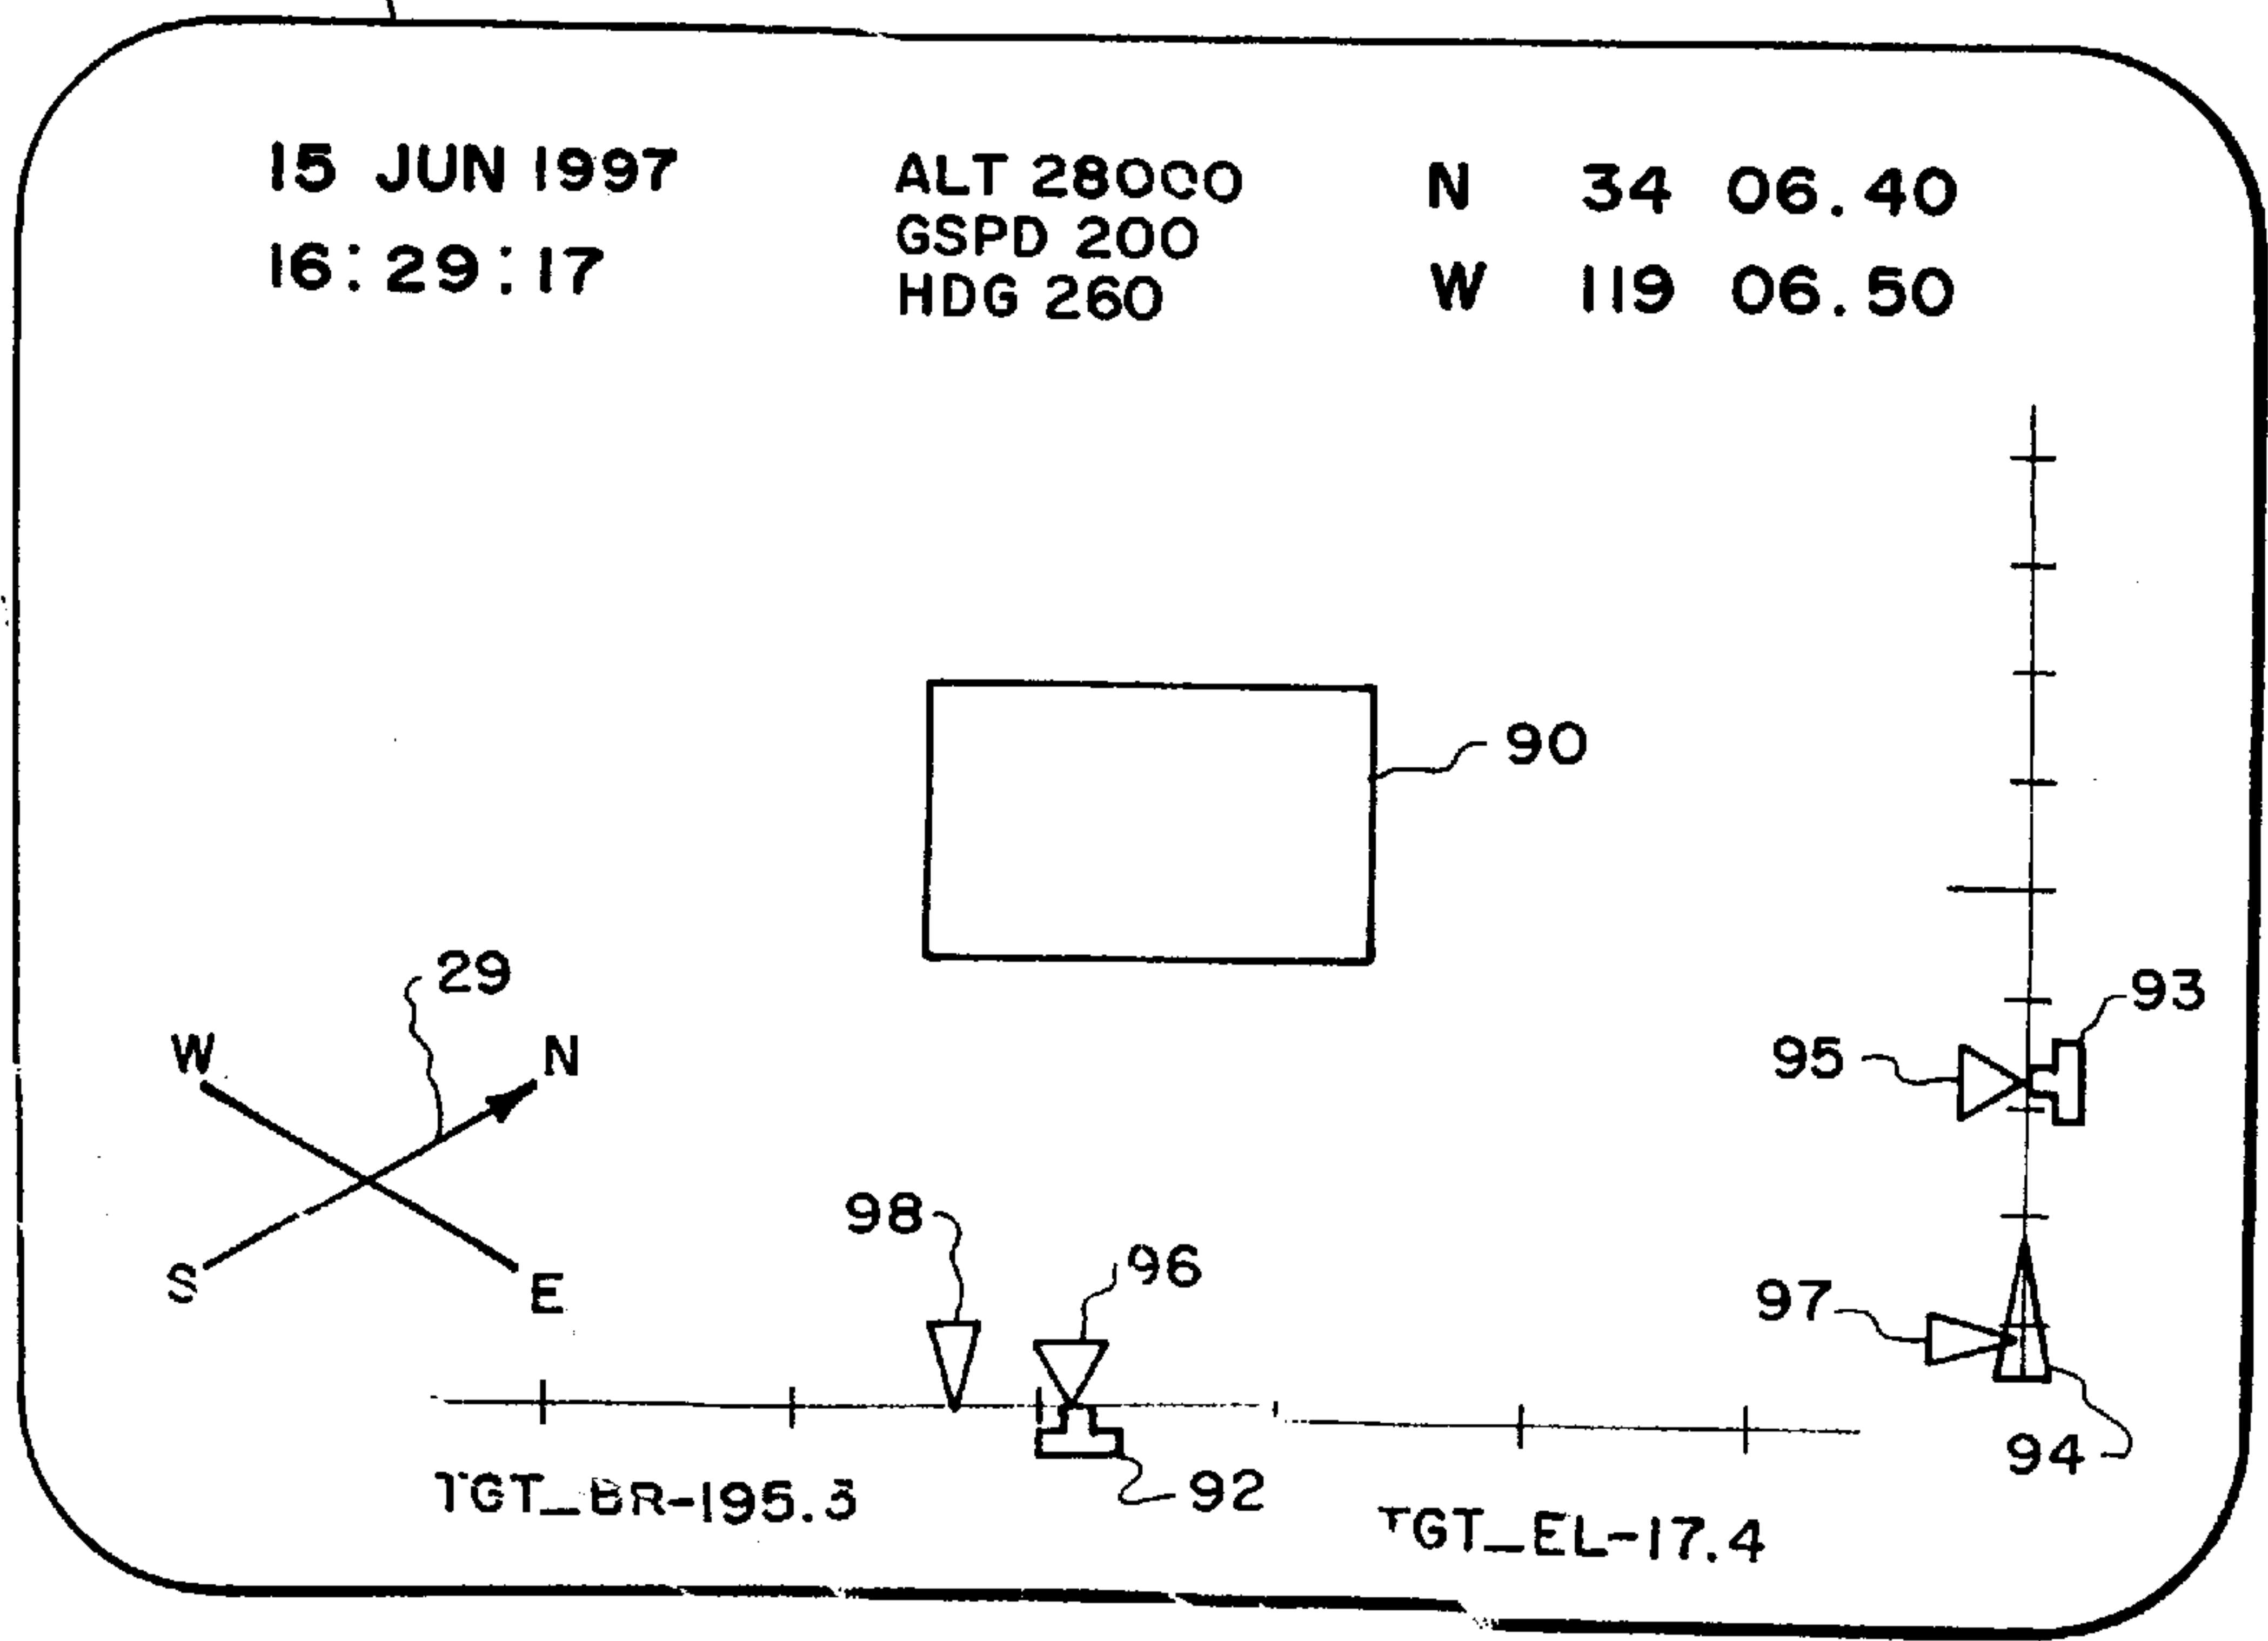 15 JUN 1997
16:29:17
ALT 28000
GSPD 200
HDG 260
N 34 06.40
W 119 06.50
90
29
W
N
S
E
93
95
98
96
97
94
92
TGT_BR-195.3
TGT_EL-17.4